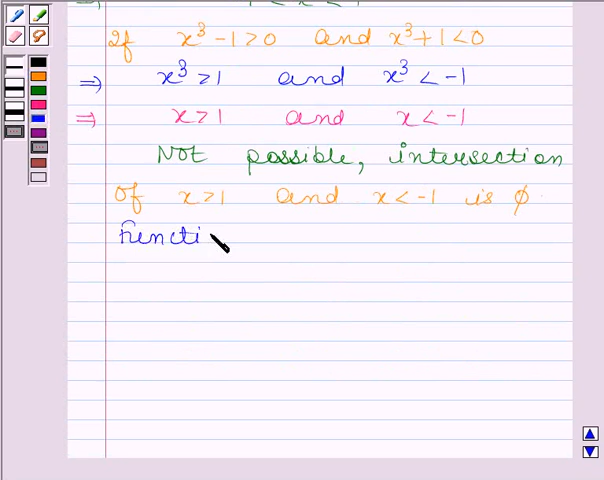 If x³ - 1 > 0 and x³ + 1 < 0
⇒ x³ > 1 and x³ < -1
⇒ x > 1 and x < -1
Not possible, intersection
Of x > 1 and x < -1 is ϕ
Functi